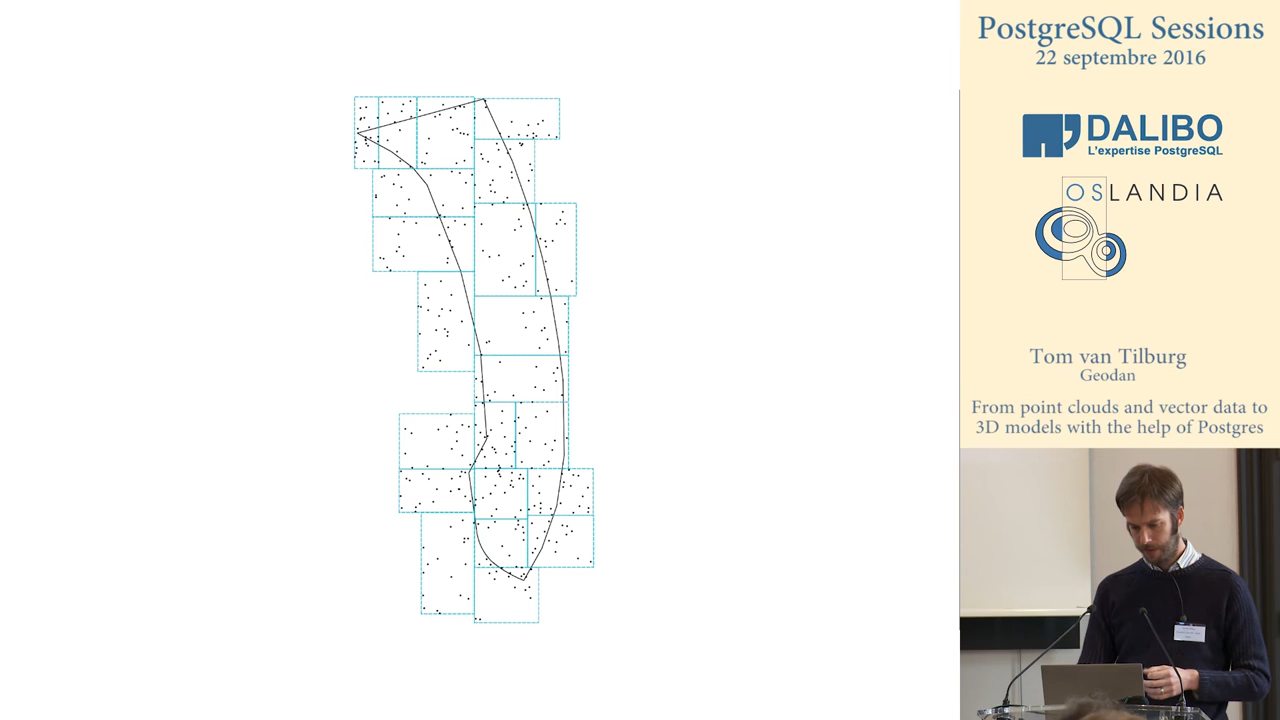 PostgreSQL Sessions
22 septembre 2016
DALIBO
L'expertise PostgreSQL
OSLANDIA
Tom van Tilburg
Geodan
From point clouds and vector data to
3D models with the help of Postgres